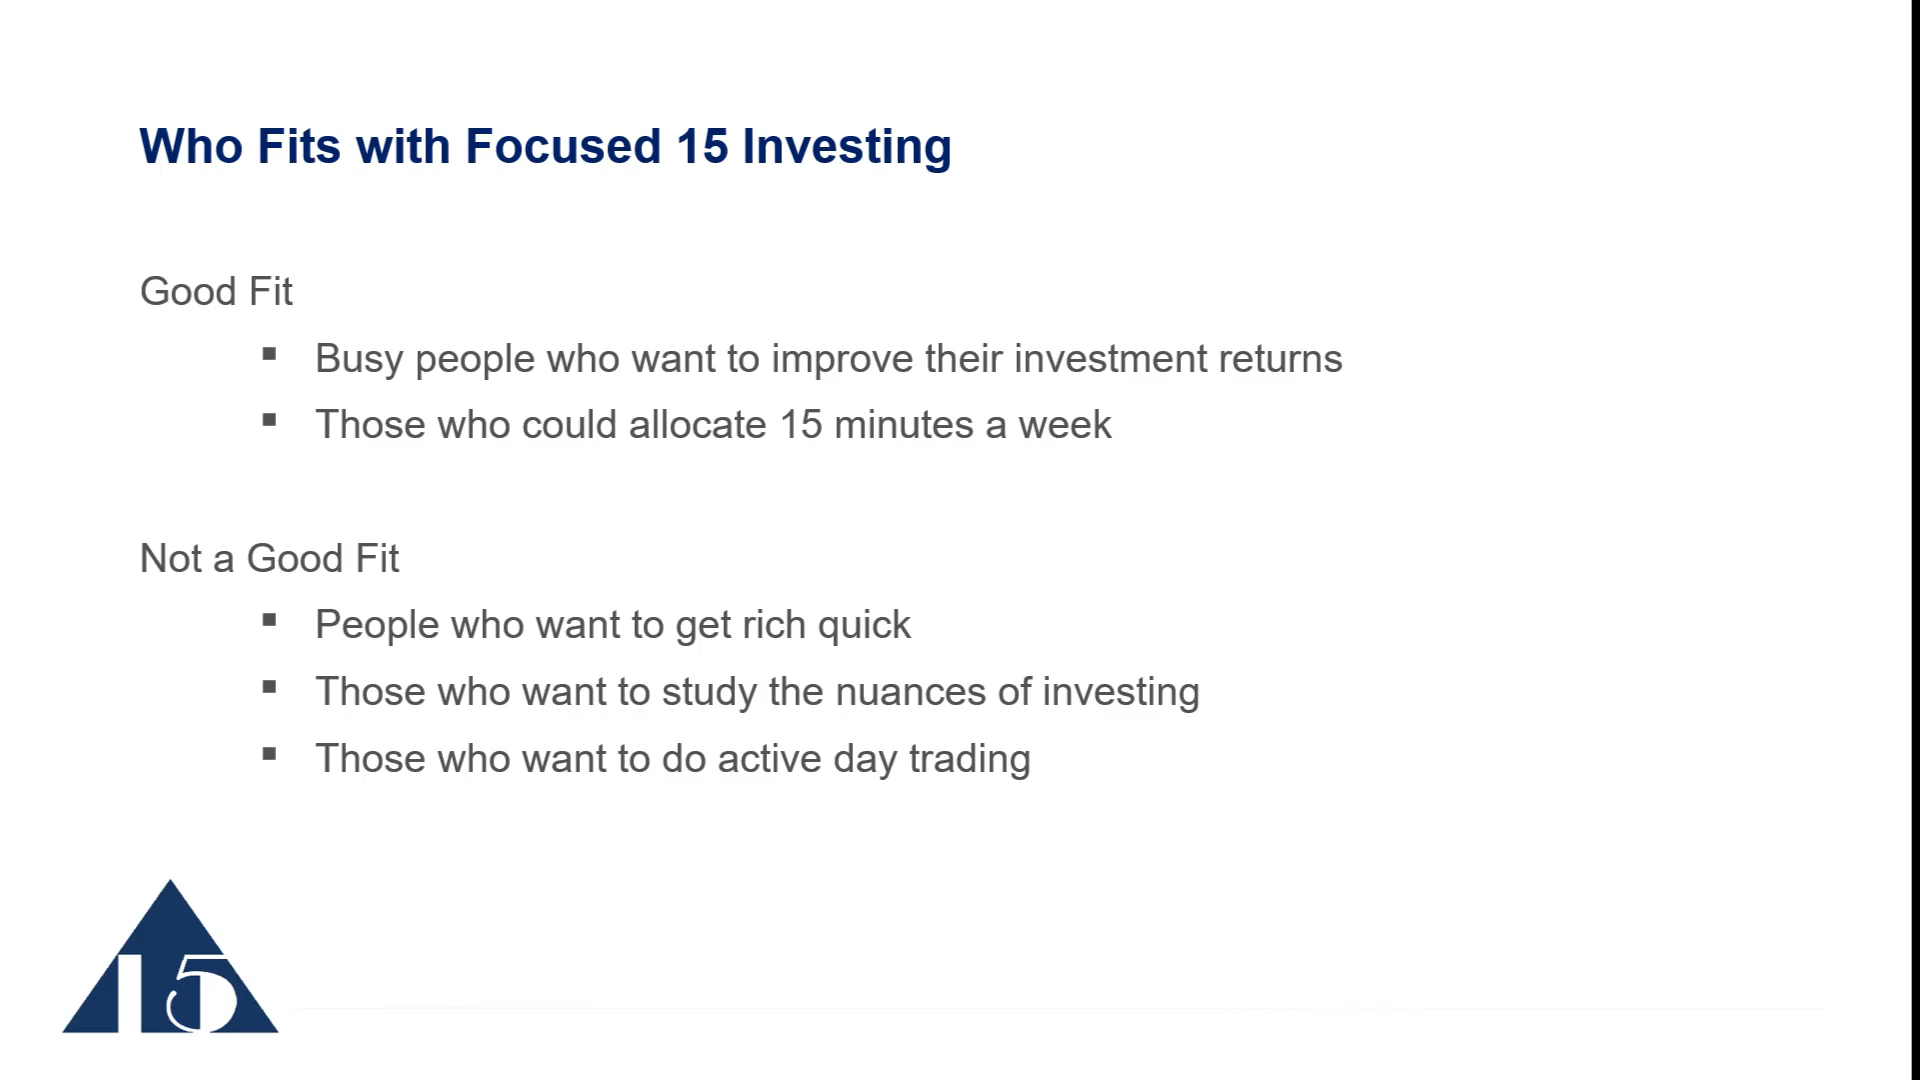 Who Fits with Focused 15 Investing
Good Fit
▪ Busy people who want to improve their investment returns
▪ Those who could allocate 15 minutes a week
Not a Good Fit
▪ People who want to get rich quick
▪ Those who want to study the nuances of investing
▪ Those who want to do active day trading
15